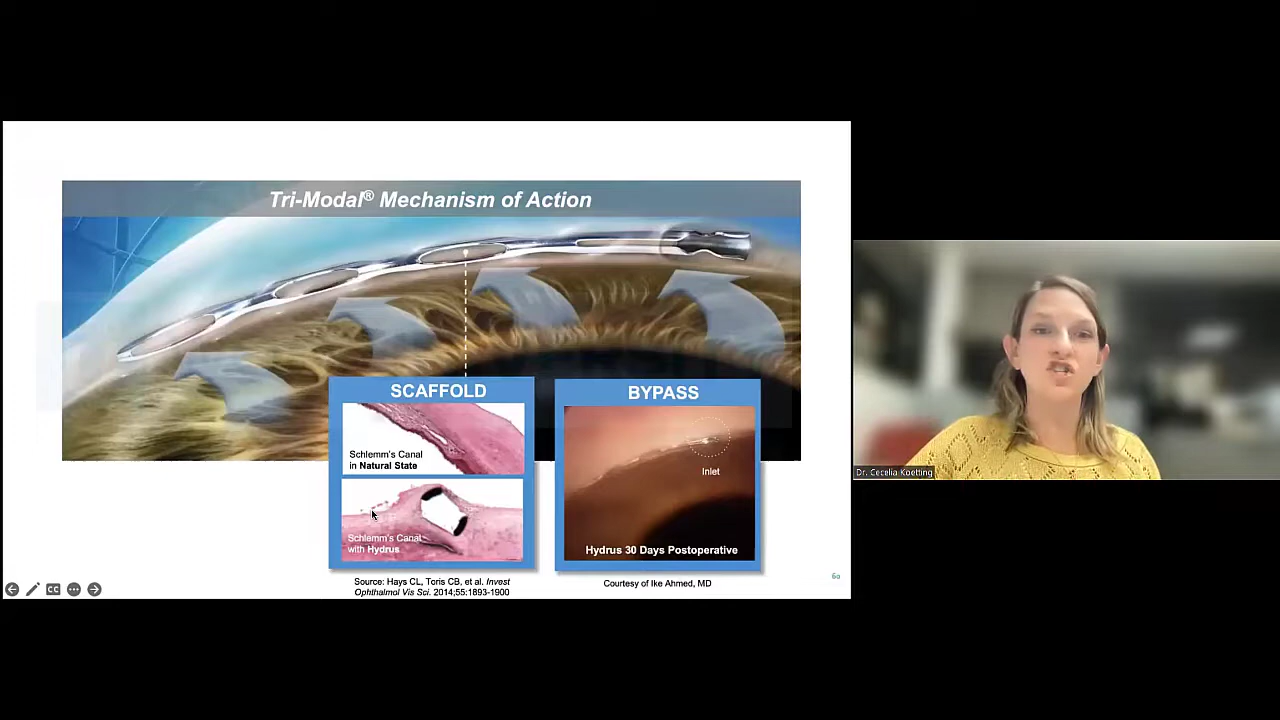 Tri-Modal® Mechanism of Action
SCAFFOLD
Schlemm's Canal
in Natural State
Schlemm's Canal
with Hydrus
Source: Hays CL, Toris CB, et al. Invest
Ophthalmol Vis Sci. 2014;55:1893-1900
BYPASS
Inlet
Hydrus 30 Days Postoperative
Courtesy of Ike Ahmed, MD
CC
Dr. Cecelia Koetting